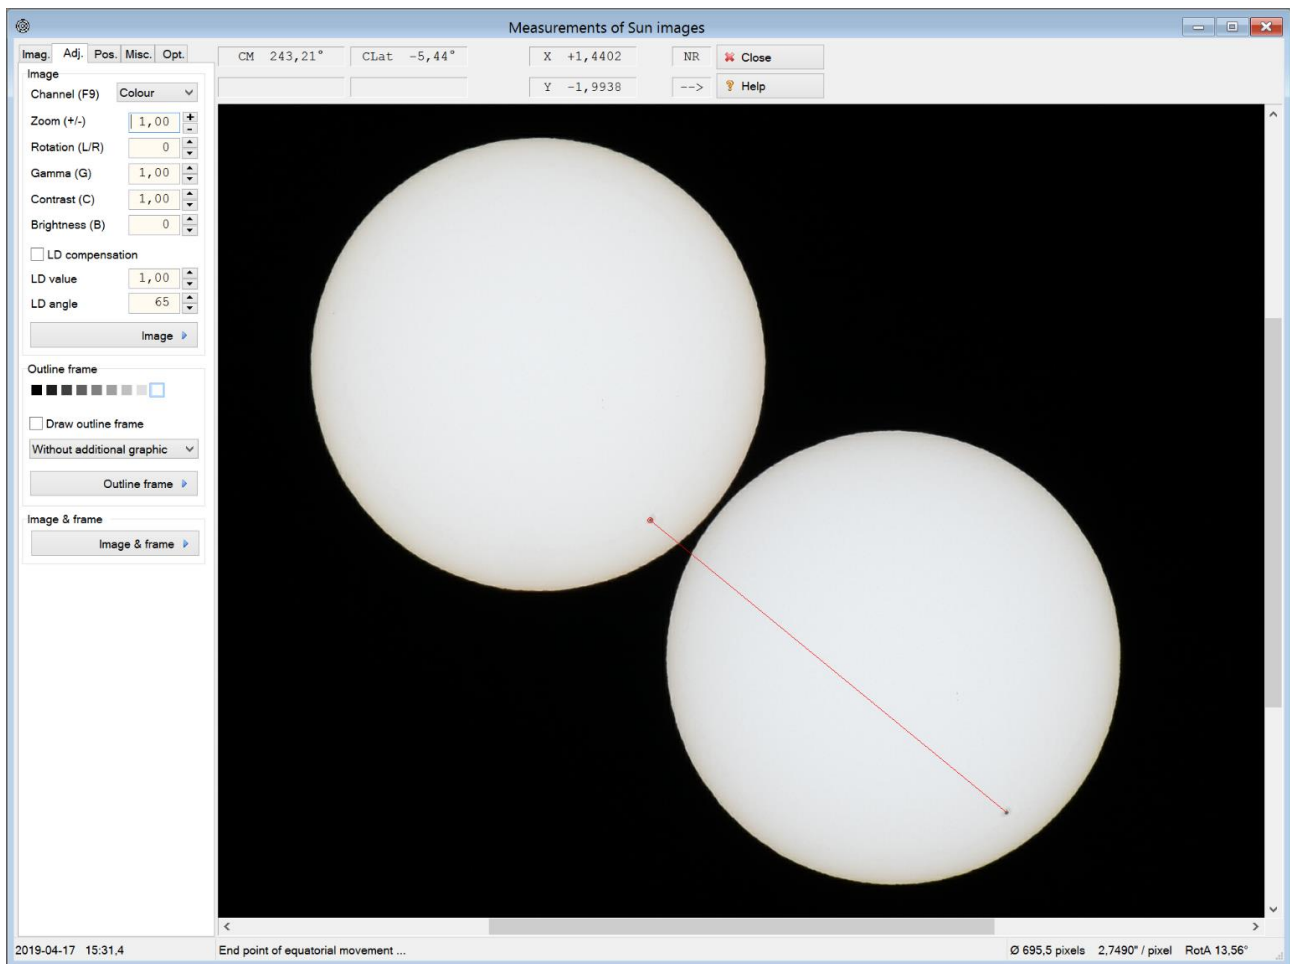 Measurements of Sun images
Imag. Adj. Pos. Misc. Opt.
CM 243,21° CLat -5,44° X +1,4402 NR Close
Y -1,9938 --> Help
Image
Channel (F9) Colour
Zoom (+/-) 1,00
Rotation (L/R) 0
Gamma (G) 1,00
Contrast (C) 1,00
Brightness (B) 0
LD compensation
LD value 1,00
LD angle 65
Image
Outline frame
Draw outline frame
Without additional graphic
Outline frame
Image & frame
Image & frame
2019-04-17 15:31,4 End point of equatorial movement ... Ø 695,5 pixels 2,7490" / pixel RotA 13,56°